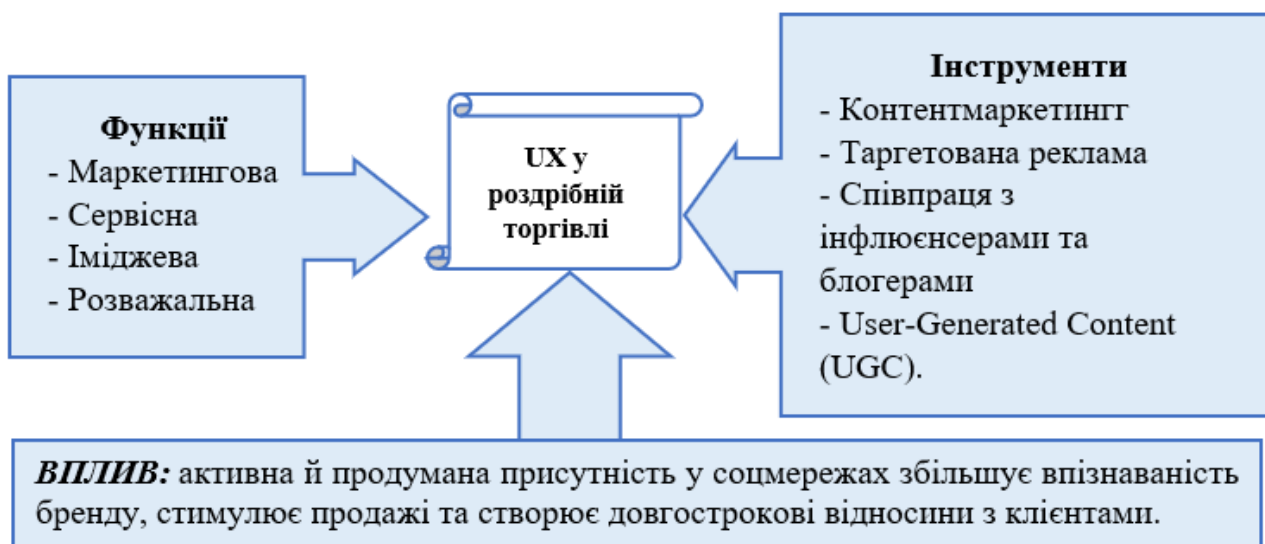 Функції
- Маркетингова
- Сервісна
- Іміджева
- Розважальна
UX у
роздрібній
торгівлі
Інструменти
- Контентмаркетингг
- Таргетована реклама
- Співпраця з
інфлюєнсерами та
блогерами
- User-Generated Content
(UGC).
ВПЛИВ: активна й продумана присутність у соцмережах збільшує впізнаваність
бренду, стимулює продажі та створює довгострокові відносини з клієнтами.